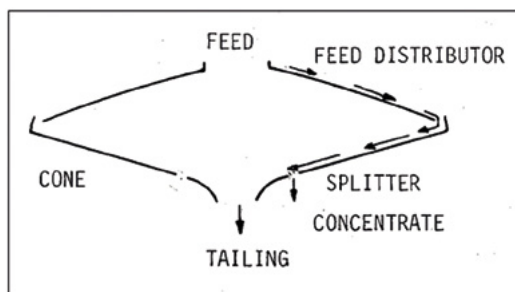 FEED
FEED DISTRIBUTOR
CONE
SPLITTER
CONCENTRATE
TAILING